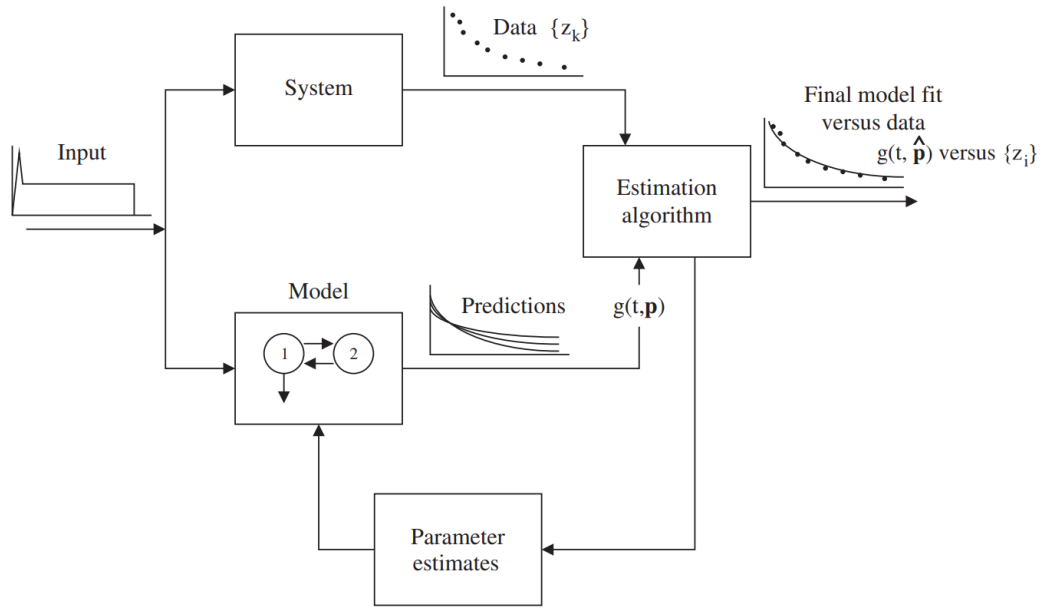 Data {z_k}
System
Final model fit
versus data
g(t, p̂) versus {z_i}
Input
Estimation
algorithm
Model
Predictions
g(t,p)
1
2
Parameter
estimates